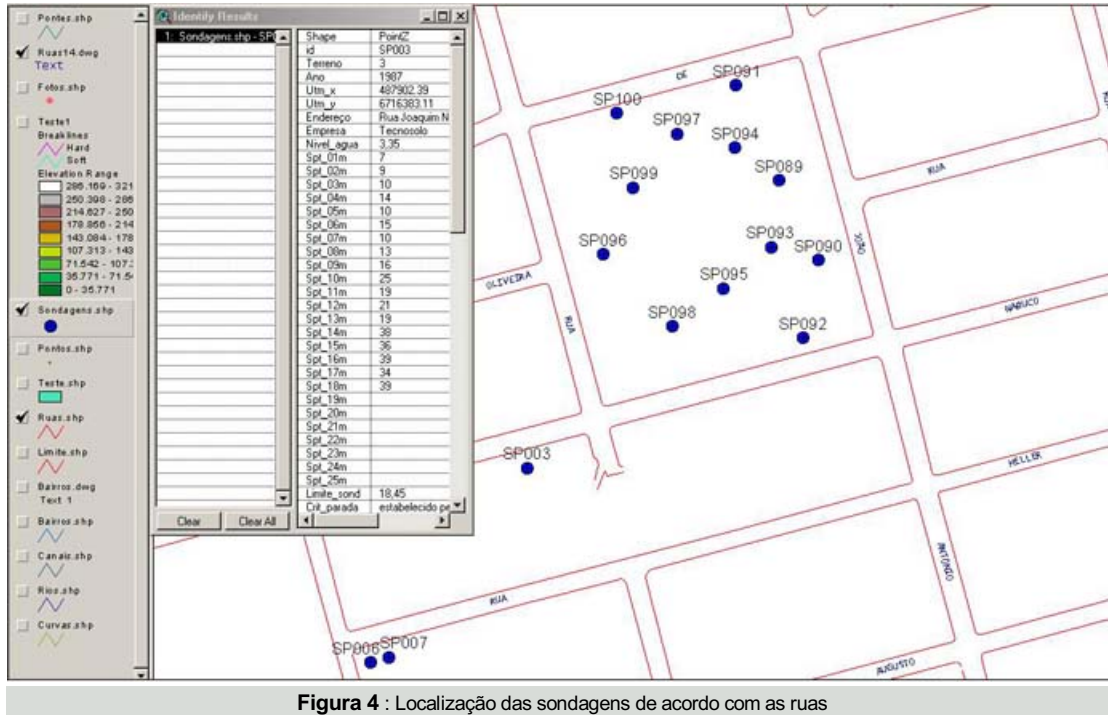 Pontes.shp
Ruas14.dwg
Text
Fotos.shp
Teste1
Breaklines
Hard
Soft
Elevation Range
286.169 - 321
250.398 - 286
214.627 - 250
178.856 - 214
143.084 - 178
107.313 - 143
71.542 - 107.3
35.771 - 71.54
0 - 35.771
Sondagens.shp
Pontos.shp
Teste.shp
Ruas.shp
Limite.shp
Bairros.dwg
Text 1
Bairros.shp
Canais.shp
Rios.shp
Curvas.shp
Identify Results
1: Sondagens.shp - SP0
Shape PointZ
id SP003
Terreno 3
Ano 1987
Utm_x 487902.39
Utm_y 6716383.11
Endereço Rua Joaquim N
Empresa Tecnosolo
Nivel_agua 3,35
Spt_01m 7
Spt_02m 9
Spt_03m 10
Spt_04m 14
Spt_05m 10
Spt_06m 15
Spt_07m 10
Spt_08m 13
Spt_09m 16
Spt_10m 25
Spt_11m 19
Spt_12m 21
Spt_13m 19
Spt_14m 38
Spt_15m 36
Spt_16m 39
Spt_17m 34
Spt_18m 39
Spt_19m
Spt_20m
Spt_21m
Spt_22m
Spt_23m
Spt_24m
Spt_25m
Limite_sond 18,45
Crit_parada estabelecido pe
Clear
Clear All
DE
SP091
SP100
SP097
SP094
SP099
SP089
RUA
SP096
SP093
SP090
JOÃO
OLIVEIRA
SP095
NABUCO
RUA
SP098
SP092
SP003
HELLER
ANTONIO
RUA
SP006
SP007
AUGUSTO
Figura 4 : Localização das sondagens de acordo com as ruas